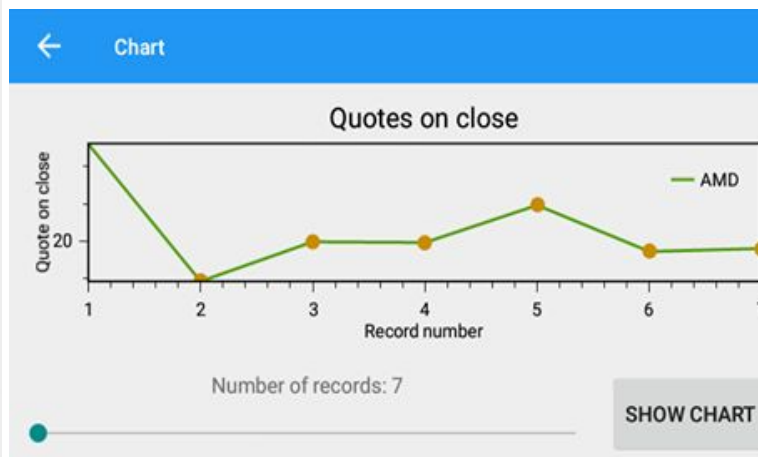 Chart
Quotes on close
AMD
Quote on close
20
1 2 3 4 5 6
Record number
Number of records: 7
SHOW CHART